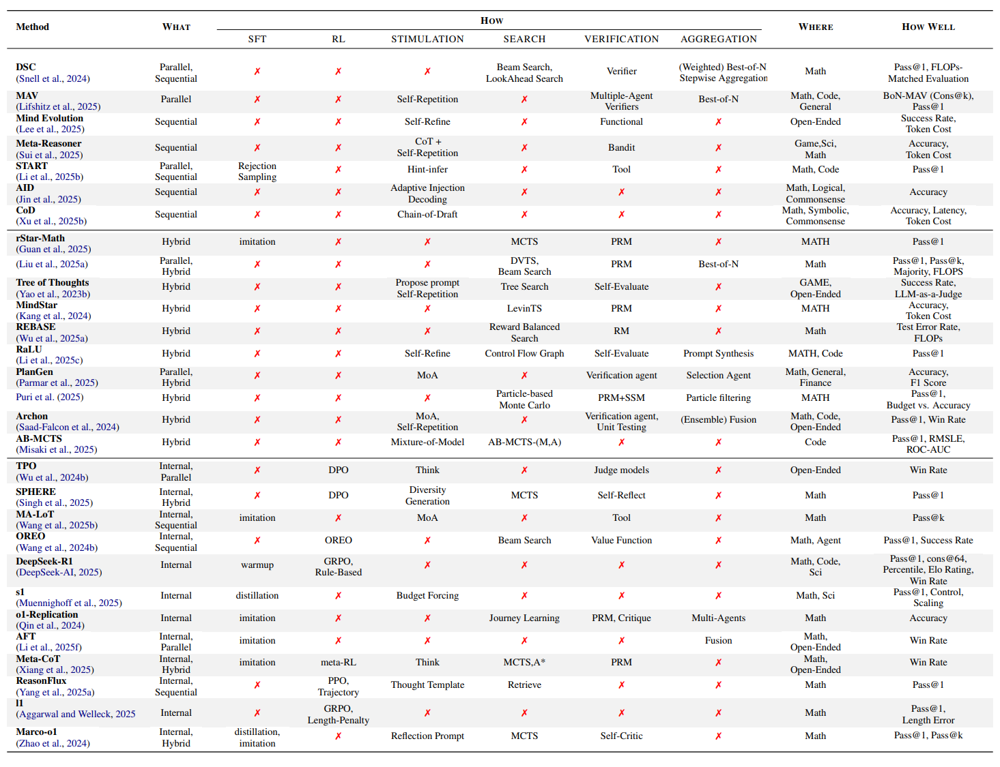 Method WHAT HOW WHERE HOW WELL
SFT RL STIMULATION SEARCH VERIFICATION AGGREGATION
DSC Parallel, ✗ ✗ ✗ Beam Search, Verifier (Weighted) Best-of-N Math Pass@1, FLOPs-
(Snell et al., 2024) Sequential LookAhead Search Stepwise Aggregation Matched Evaluation
MAV Parallel ✗ ✗ Self-Repetition ✗ Multiple-Agent Best-of-N Math, Code, BoN-MAV (Cons@k),
(Lifshitz et al., 2025) Verifiers General Pass@1
Mind Evolution Sequential ✗ ✗ Self-Refine ✗ Functional ✗ Open-Ended Success Rate,
(Lee et al., 2025) Token Cost
Meta-Reasoner Sequential ✗ ✗ CoT + ✗ Bandit ✗ Game,Sci, Accuracy,
(Sui et al., 2025) Self-Repetition Math Token Cost
START Parallel, Rejection ✗ Hint-infer ✗ Tool ✗ Math, Code Pass@1
(Li et al., 2025b) Sequential Sampling
AID Sequential ✗ ✗ Adaptive Injection ✗ ✗ ✗ Math, Logical, Accuracy
(Jin et al., 2025) Decoding Commonsense
CoD Sequential ✗ ✗ Chain-of-Draft ✗ ✗ ✗ Math, Symbolic, Accuracy, Latency,
(Xu et al., 2025b) Commonsense Token Cost
rStar-Math Hybrid imitation ✗ ✗ MCTS PRM ✗ MATH Pass@1
(Guan et al., 2025)
(Liu et al., 2025a) Parallel, ✗ ✗ ✗ DVTS, PRM Best-of-N Math Pass@1, Pass@k,
Hybrid Beam Search Majority, FLOPS
Tree of Thoughts Hybrid ✗ ✗ Propose prompt Tree Search Self-Evaluate ✗ GAME, Success Rate,
(Yao et al., 2023b) Self-Repetition Open-Ended LLM-as-a-Judge
MindStar Hybrid ✗ ✗ ✗ LevinTS PRM ✗ MATH Accuracy,
(Kang et al., 2024) Token Cost
REBASE Hybrid ✗ ✗ ✗ Reward Balanced RM ✗ Math Test Error Rate,
(Wu et al., 2025a) Search FLOPs
RaLU Hybrid ✗ ✗ Self-Refine Control Flow Graph Self-Evaluate Prompt Synthesis MATH, Code Pass@1
(Li et al., 2025c)
PlanGen Parallel, ✗ ✗ MoA ✗ Verification agent Selection Agent Math, General, Accuracy,
(Parmar et al., 2025) Hybrid Finance F1 Score
Puri et al. (2025) Hybrid ✗ ✗ ✗ Particle-based PRM+SSM Particle filtering MATH Pass@1,
Monte Carlo Budget vs. Accuracy
Archon Hybrid ✗ ✗ MoA, ✗ Verification agent, (Ensemble) Fusion Math, Code, Pass@1, Win Rate
(Saad-Falcon et al., 2024) Self-Repetition Unit Testing Open-Ended
AB-MCTS Hybrid ✗ ✗ Mixture-of-Model AB-MCTS-(M,A) ✗ ✗ Code Pass@1, RMSLE,
(Misaki et al., 2025) ROC-AUC
TPO Internal, ✗ DPO Think ✗ Judge models ✗ Open-Ended Win Rate
(Wu et al., 2024b) Parallel
SPHERE Internal, ✗ DPO Diversity MCTS Self-Reflect ✗ Math Pass@1
(Singh et al., 2025) Hybrid Generation
MA-LoT Internal, imitation ✗ MoA ✗ Tool ✗ Math Pass@k
(Wang et al., 2025b) Sequential
OREO Internal, ✗ OREO ✗ Beam Search Value Function ✗ Math, Agent Pass@1, Success Rate
(Wang et al., 2024b) Sequential
DeepSeek-R1 Internal warmup GRPO, ✗ ✗ ✗ ✗ Math, Code, Pass@1, cons@64,
(DeepSeek-AI, 2025) Rule-Based Sci Percentile, Elo Rating,
Win Rate
s1 Internal distillation ✗ Budget Forcing ✗ ✗ ✗ Math, Sci Pass@1, Control,
(Muennighoff et al., 2025) Scaling
o1-Replication Internal imitation ✗ ✗ Journey Learning PRM, Critique Multi-Agents Math Accuracy
(Qin et al., 2024)
AFT Internal, imitation ✗ ✗ ✗ ✗ Fusion Math, Win Rate
(Li et al., 2025f) Parallel Open-Ended
Meta-CoT Internal, imitation meta-RL Think MCTS,A* PRM ✗ Math, Win Rate
(Xiang et al., 2025) Hybrid Open-Ended
ReasonFlux Internal, ✗ PPO, Thought Template Retrieve ✗ ✗ Math Pass@1
(Yang et al., 2025a) Sequential Trajectory
l1 Internal ✗ GRPO, ✗ ✗ ✗ ✗ Math Pass@1,
(Aggarwal and Welleck, 2025 Length-Penalty Length Error
Marco-o1 Internal, distillation, ✗ Reflection Prompt MCTS Self-Critic ✗ Math Pass@1, Pass@k
(Zhao et al., 2024) Hybrid imitation